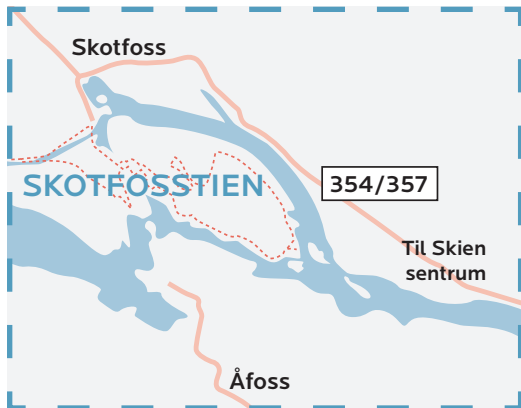 Skotfoss
SKOTFOSSTIEN
354/357
Til Skien
sentrum
Åfoss